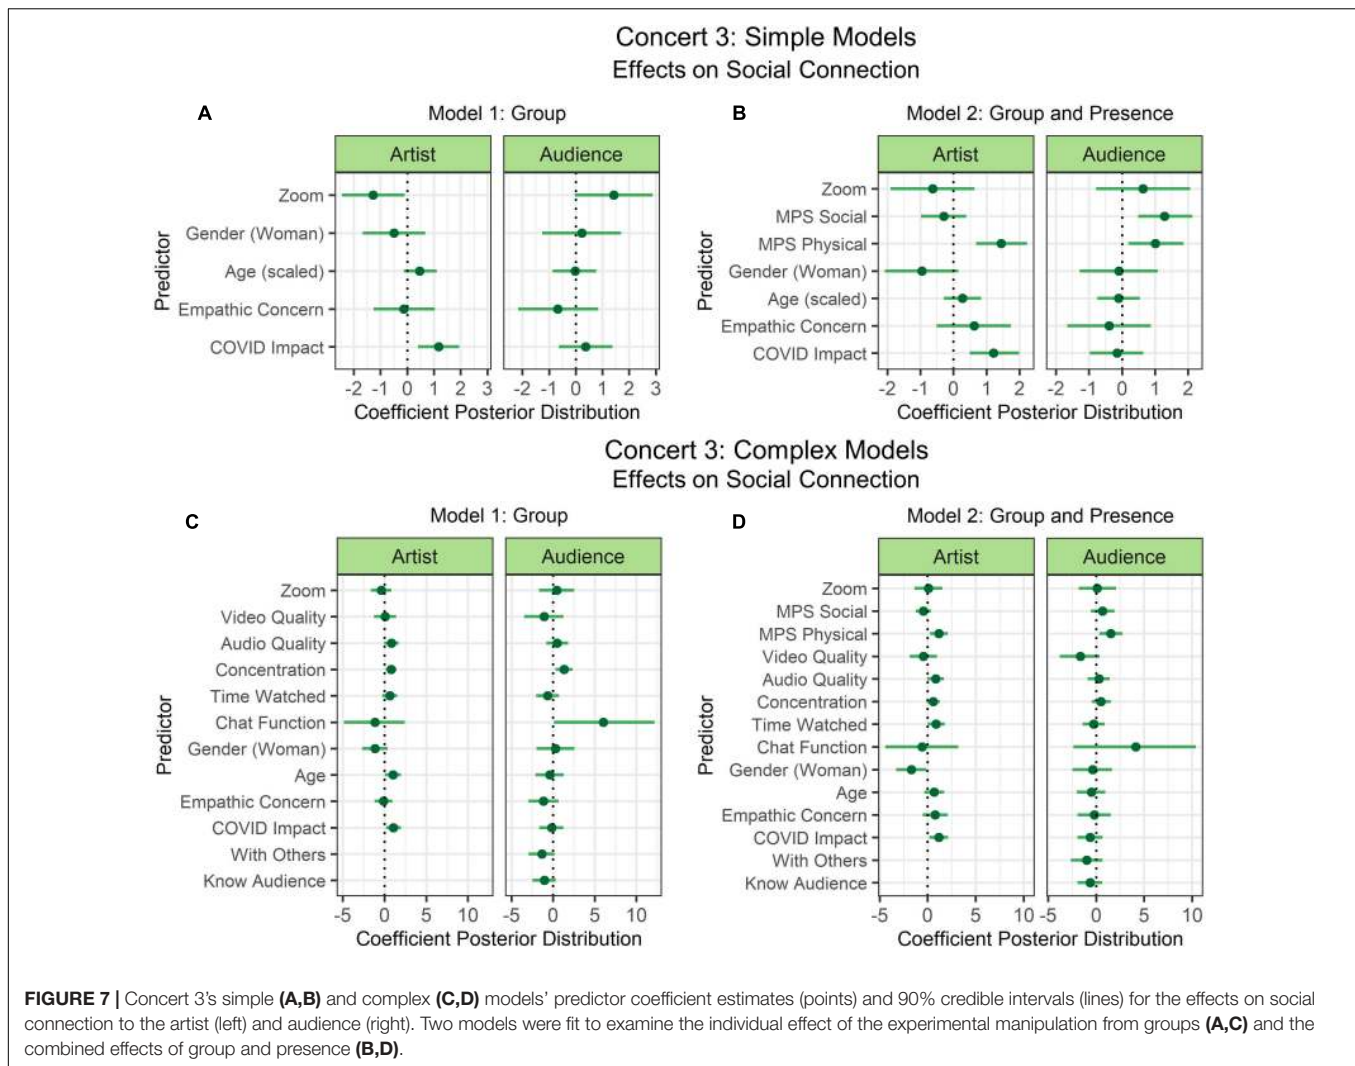 Concert 3: Simple Models
Effects on Social Connection
A
Model 1: Group
Artist
Audience
Predictor
Zoom
Gender (Woman)
Age (scaled)
Empathic Concern
COVID Impact
-2 -1 0 1 2 3
-2 -1 0 1 2 3
Coefficient Posterior Distribution
B
Model 2: Group and Presence
Artist
Audience
Predictor
Zoom
MPS Social
MPS Physical
Gender (Woman)
Age (scaled)
Empathic Concern
COVID Impact
-2 -1 0 1 2
-2 -1 0 1 2
Coefficient Posterior Distribution
Concert 3: Complex Models
Effects on Social Connection
C
Model 1: Group
Artist
Audience
Predictor
Zoom
Video Quality
Audio Quality
Concentration
Time Watched
Chat Function
Gender (Woman)
Age
Empathic Concern
COVID Impact
With Others
Know Audience
-5 0 5 10
-5 0 5 10
Coefficient Posterior Distribution
D
Model 2: Group and Presence
Artist
Audience
Predictor
Zoom
MPS Social
MPS Physical
Video Quality
Audio Quality
Concentration
Time Watched
Chat Function
Gender (Woman)
Age
Empathic Concern
COVID Impact
With Others
Know Audience
-5 0 5 10
-5 0 5 10
Coefficient Posterior Distribution
FIGURE 7 | Concert 3's simple (A,B) and complex (C,D) models' predictor coefficient estimates (points) and 90% credible intervals (lines) for the effects on social
connection to the artist (left) and audience (right). Two models were fit to examine the individual effect of the experimental manipulation from groups (A,C) and the
combined effects of group and presence (B,D).